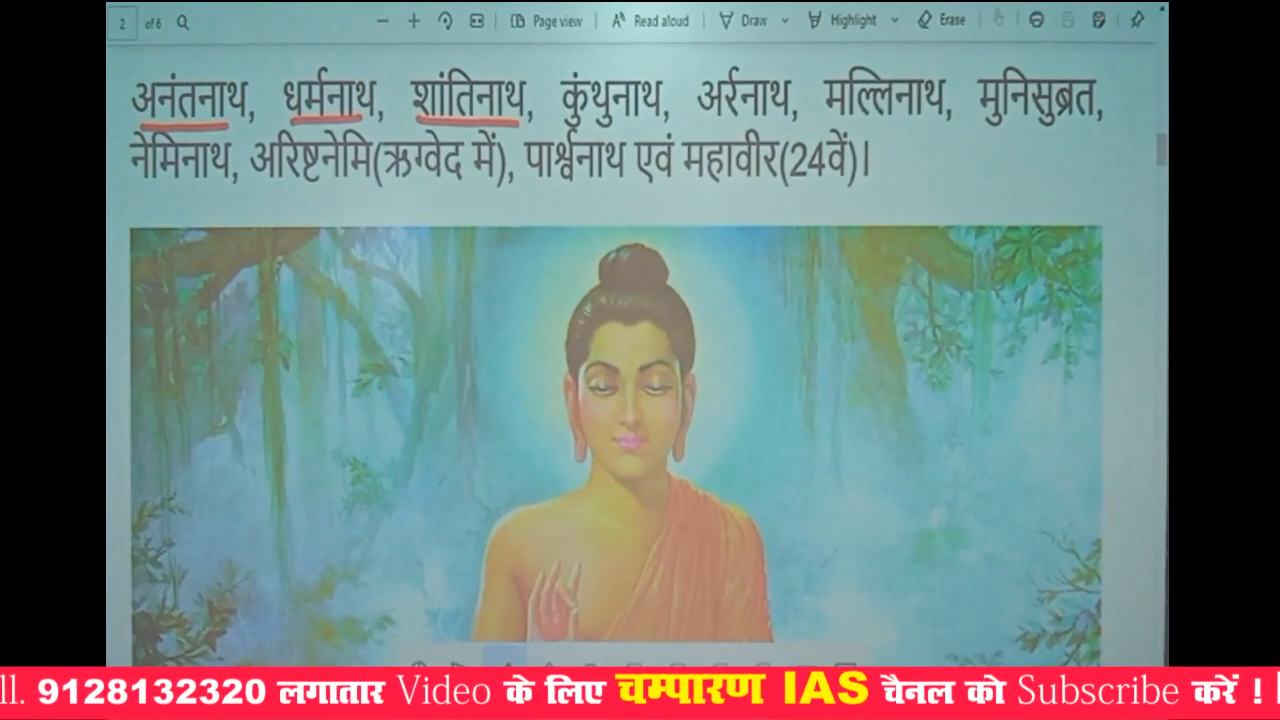 2 of 6 Page view Read aloud Draw Highlight Erase
अनंतनाथ, धर्मनाथ, शांतिनाथ, कुंथुनाथ, अर्रनाथ, मल्लिनाथ, मुनिसुब्रत,
नेमिनाथ, अरिष्टनेमि(ऋग्वेद में), पार्श्वनाथ एवं महावीर(24वें)।
ll. 9128132320 लगातार Video के लिए चम्पारण IAS चैनल को Subscribe करें !